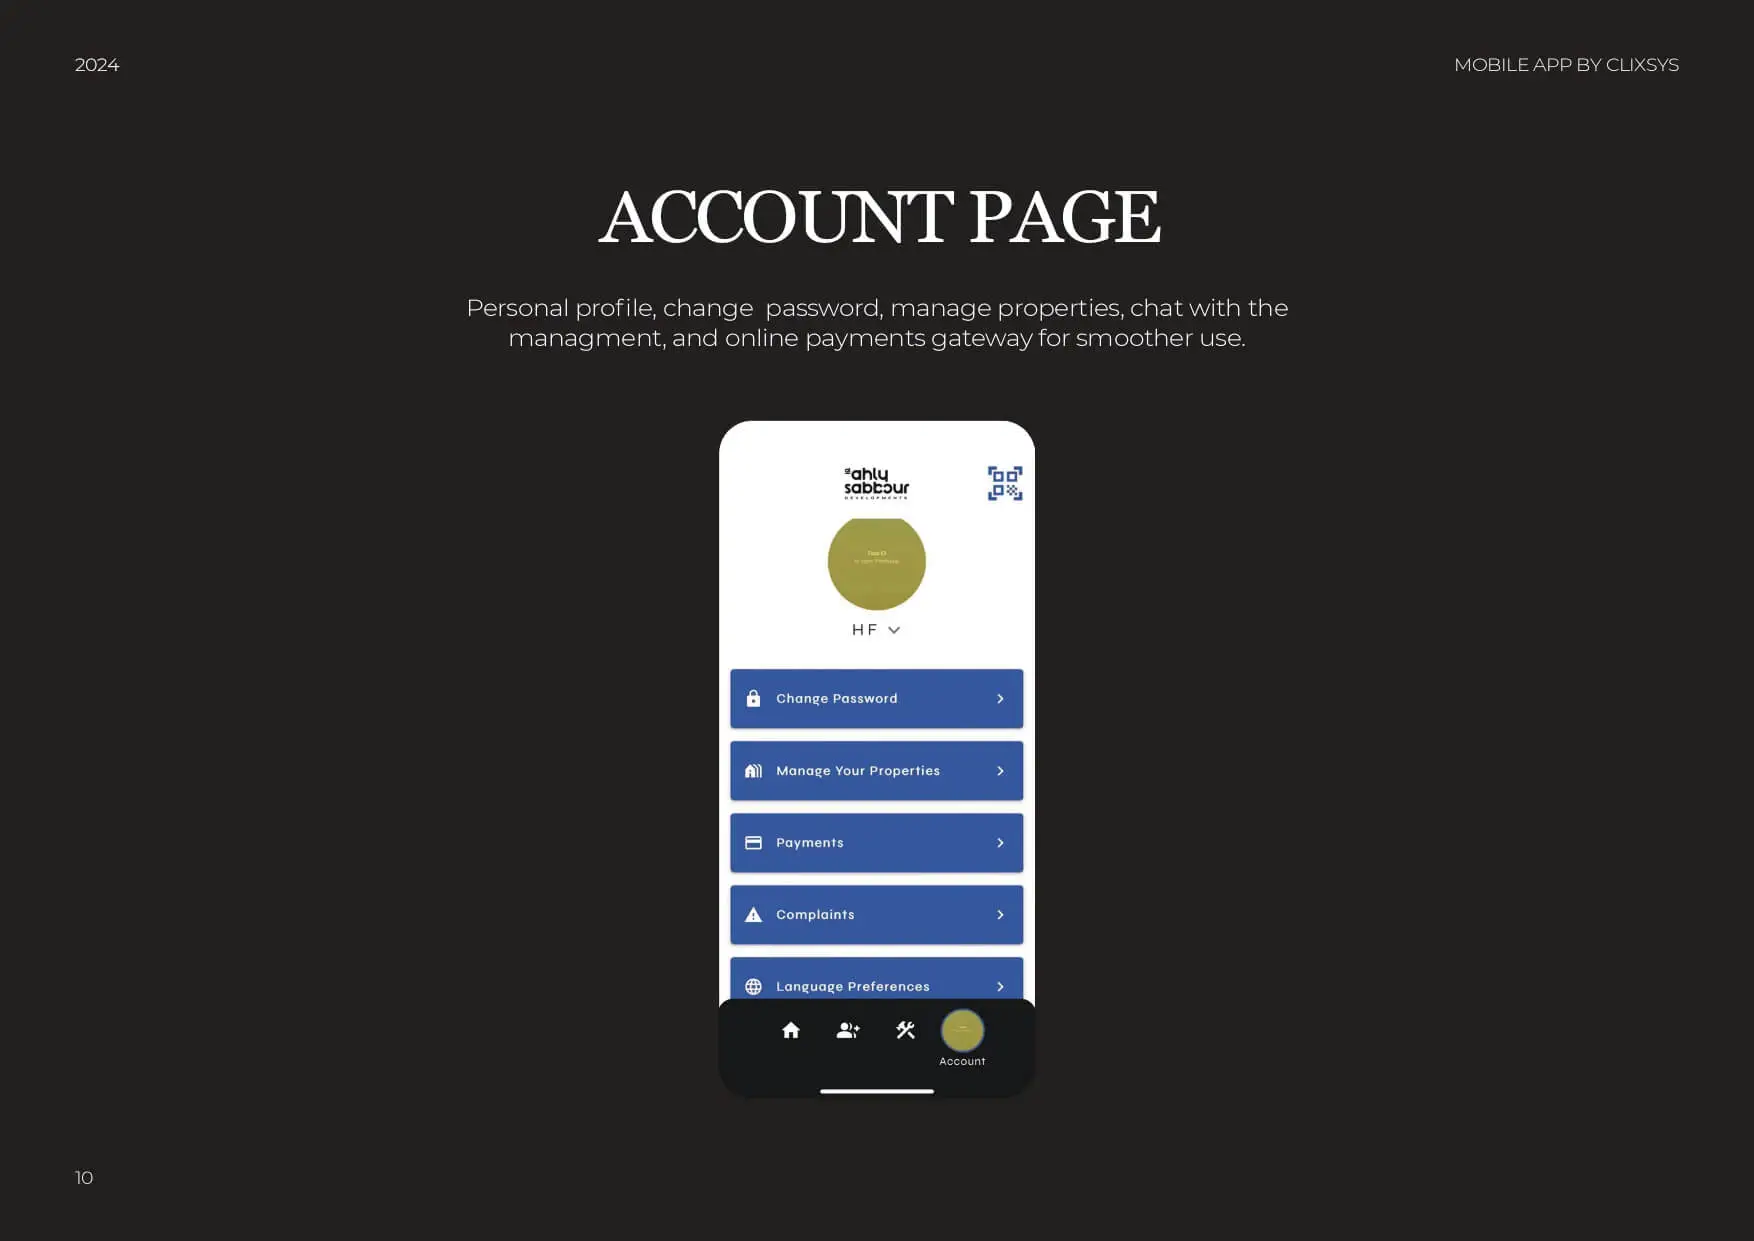 2024
MOBILE APP BY CLIXSYS
ACCOUNT PAGE
Personal profile, change  password, manage properties, chat with the
managment, and online payments gateway for smoother use.
al ahly
sabbour
DEVELOPMENTS
H F
Change Password
Manage Your Properties
Payments
Complaints
Language Preferences
Account
10